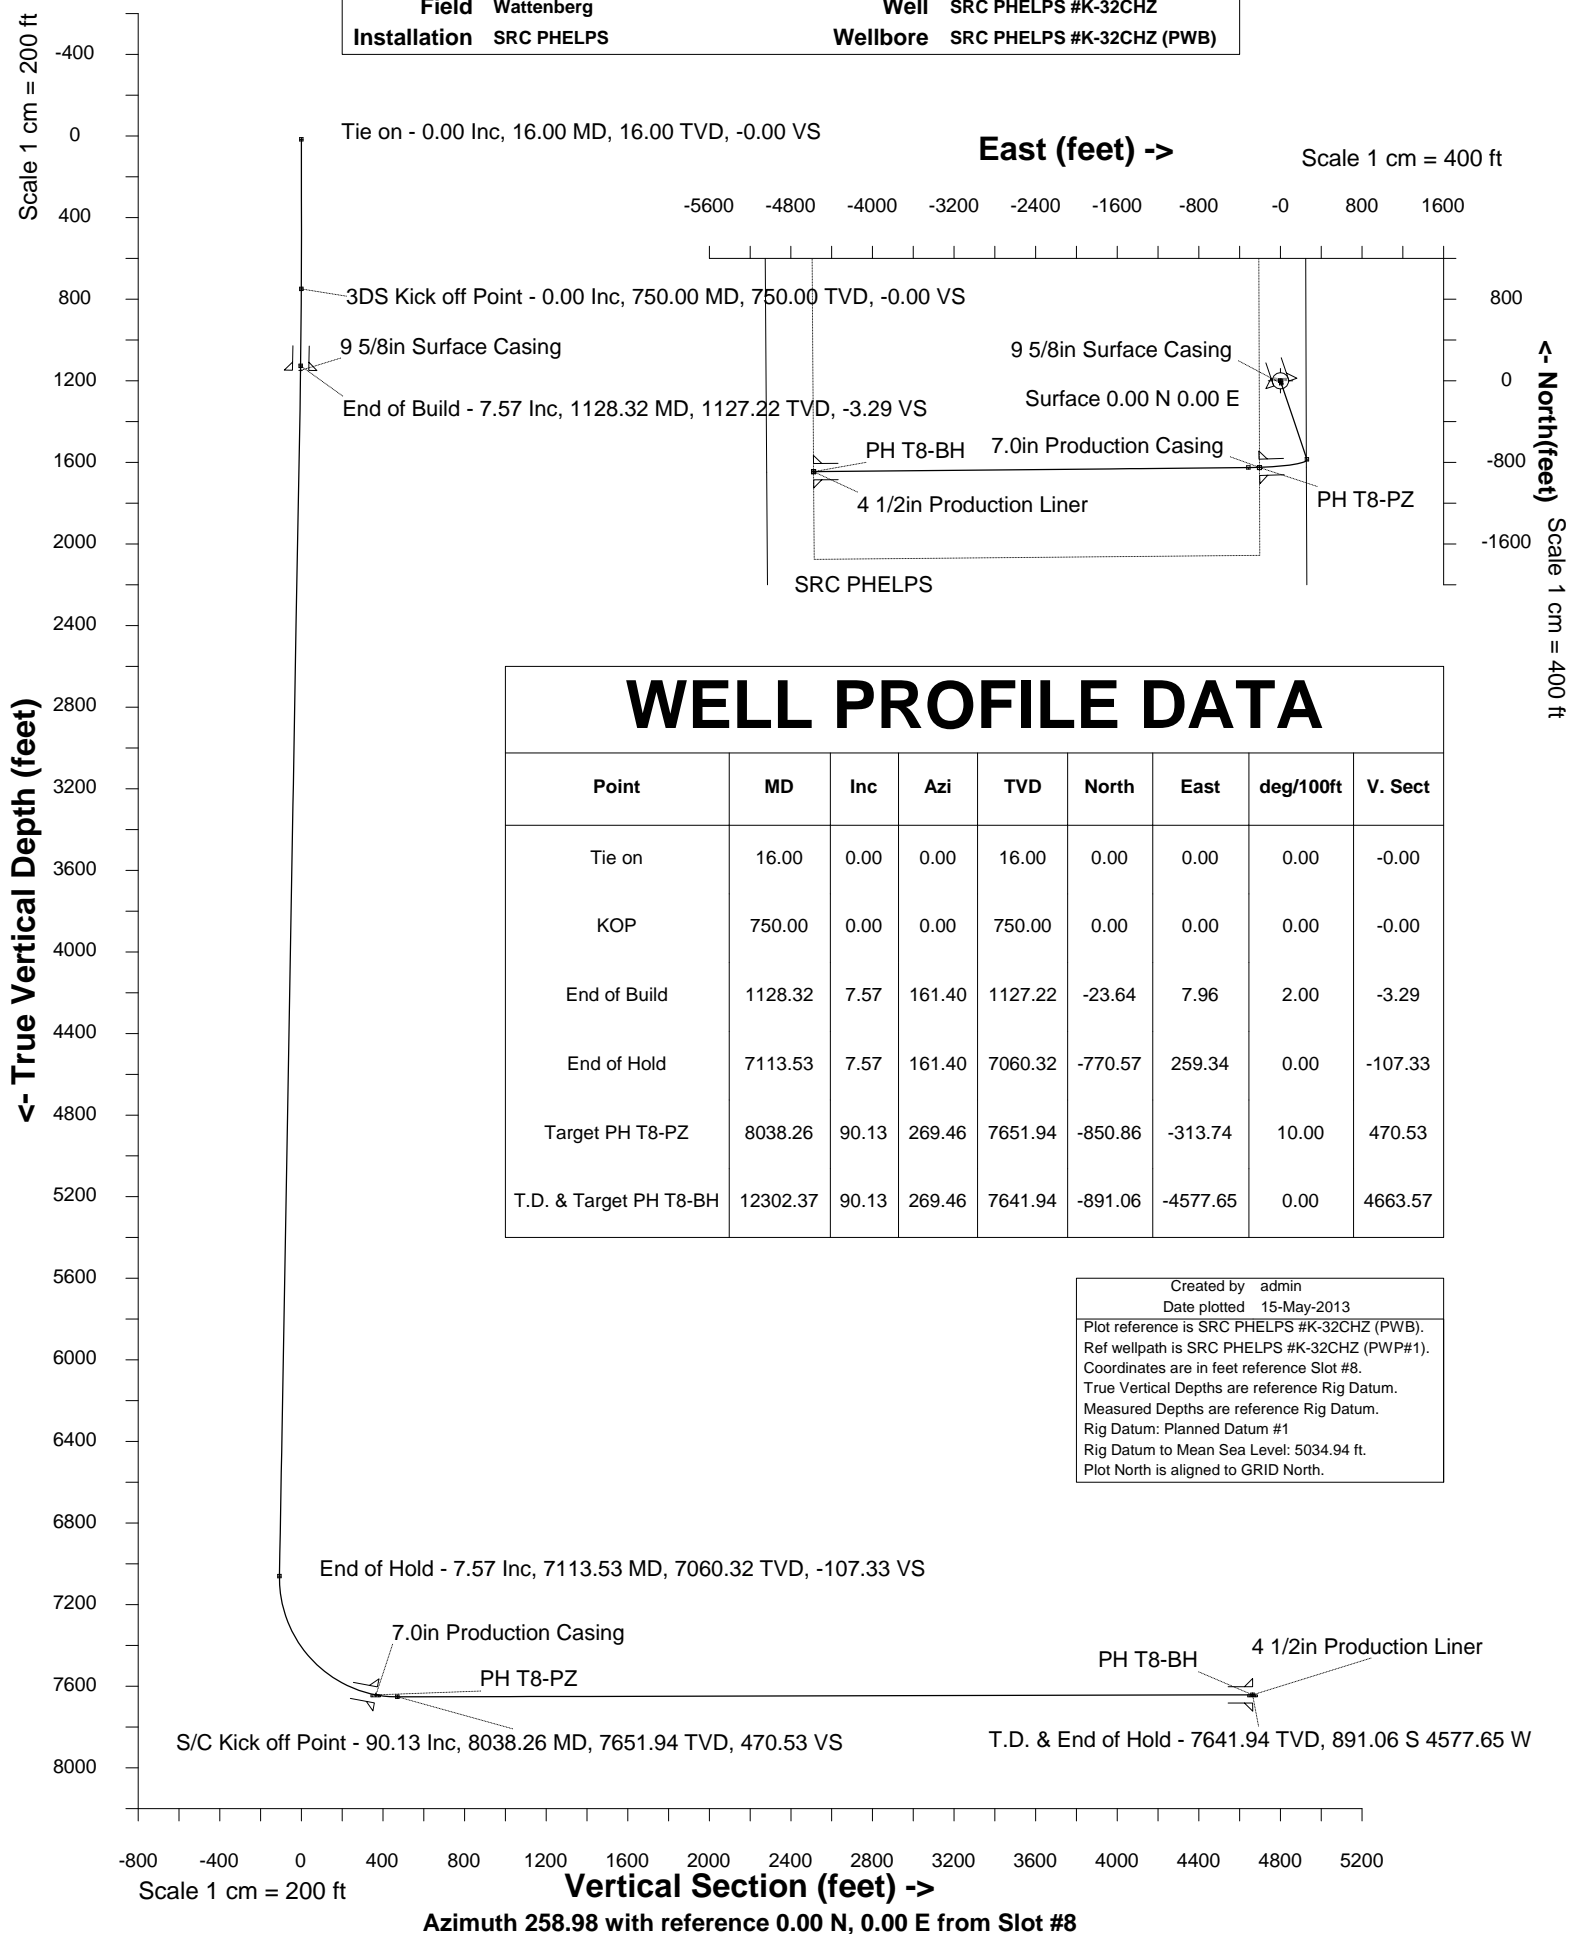 Field Wattenberg Well SRC PHELPS #K-32CHZ
Installation SRC PHELPS Wellbore SRC PHELPS #K-32CHZ (PWB)
Scale 1 cm = 200 ft
-400
0
400
800
1200
1600
2000
2400
2800
3200
3600
4000
4400
4800
5200
5600
6000
6400
6800
7200
7600
8000
<- True Vertical Depth (feet)
Tie on - 0.00 Inc, 16.00 MD, 16.00 TVD, -0.00 VS
3DS Kick off Point - 0.00 Inc, 750.00 MD, 750.00 TVD, -0.00 VS
9 5/8in Surface Casing
End of Build - 7.57 Inc, 1128.32 MD, 1127.22 TVD, -3.29 VS
East (feet) ->
Scale 1 cm = 400 ft
-5600 -4800 -4000 -3200 -2400 -1600 -800 -0 800 1600
800
0
-800
-1600
<- North(feet)
Scale 1 cm = 400 ft
9 5/8in Surface Casing
Surface 0.00 N 0.00 E
7.0in Production Casing
PH T8-BH
4 1/2in Production Liner
PH T8-PZ
SRC PHELPS
WELL PROFILE DATA
Point MD Inc Azi TVD North East deg/100ft V. Sect
Tie on 16.00 0.00 0.00 16.00 0.00 0.00 0.00 -0.00
KOP 750.00 0.00 0.00 750.00 0.00 0.00 0.00 -0.00
End of Build 1128.32 7.57 161.40 1127.22 -23.64 7.96 2.00 -3.29
End of Hold 7113.53 7.57 161.40 7060.32 -770.57 259.34 0.00 -107.33
Target PH T8-PZ 8038.26 90.13 269.46 7651.94 -850.86 -313.74 10.00 470.53
T.D. & Target PH T8-BH 12302.37 90.13 269.46 7641.94 -891.06 -4577.65 0.00 4663.57
Created by admin
Date plotted 15-May-2013
Plot reference is SRC PHELPS #K-32CHZ (PWB).
Ref wellpath is SRC PHELPS #K-32CHZ (PWP#1).
Coordinates are in feet reference Slot #8.
True Vertical Depths are reference Rig Datum.
Measured Depths are reference Rig Datum.
Rig Datum: Planned Datum #1
Rig Datum to Mean Sea Level: 5034.94 ft.
Plot North is aligned to GRID North.
End of Hold - 7.57 Inc, 7113.53 MD, 7060.32 TVD, -107.33 VS
7.0in Production Casing
PH T8-PZ
S/C Kick off Point - 90.13 Inc, 8038.26 MD, 7651.94 TVD, 470.53 VS
PH T8-BH
4 1/2in Production Liner
T.D. & End of Hold - 7641.94 TVD, 891.06 S 4577.65 W
-800 -400 0 400 800 1200 1600 2000 2400 2800 3200 3600 4000 4400 4800 5200
Scale 1 cm = 200 ft
Vertical Section (feet) ->
Azimuth 258.98 with reference 0.00 N, 0.00 E from Slot #8